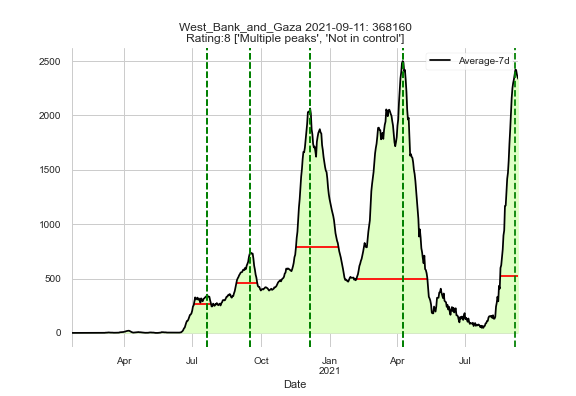 West_Bank_and_Gaza 2021-09-11: 368160
Rating:8 ['Multiple peaks', 'Not in control']
Average-7d
2500
2000
1500
1000
500
0
Apr Jul Oct Jan Apr Jul
2021
Date